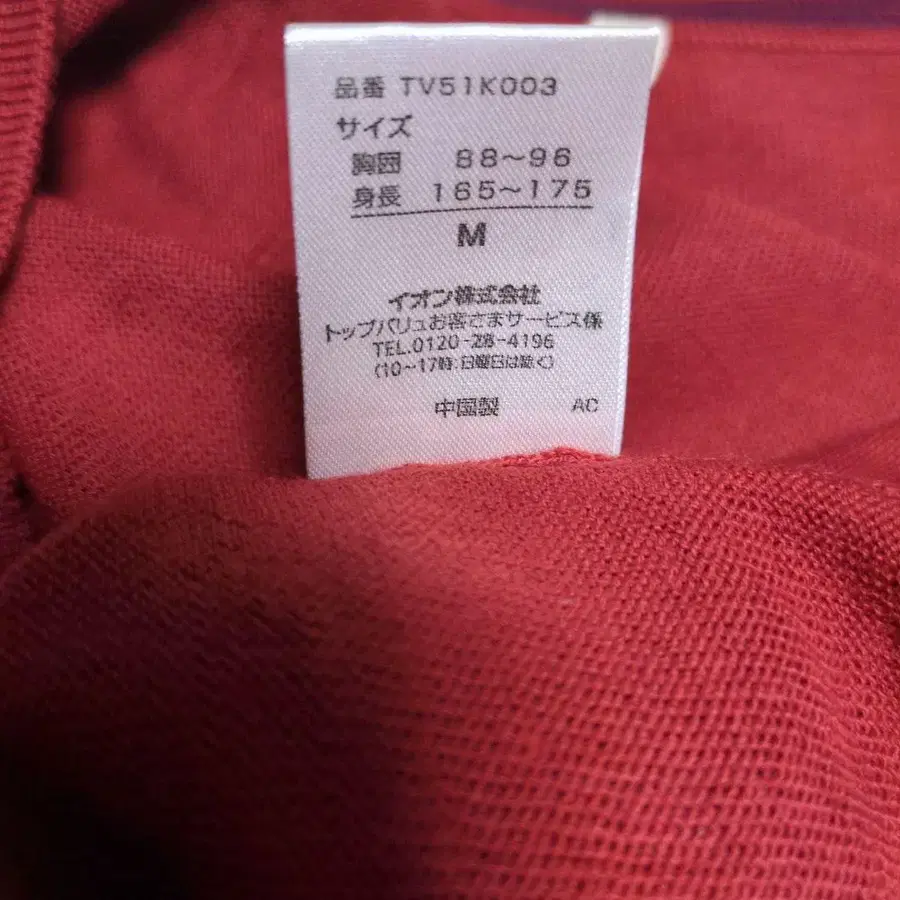 品番 TV51K003
サイズ
胸囲 88～96
身長 165～175
M
イオン株式会社
トップバリュお客さまサービス係
TEL.0120-28-4196
(10～17時:日曜日は除く)
中国製 AC